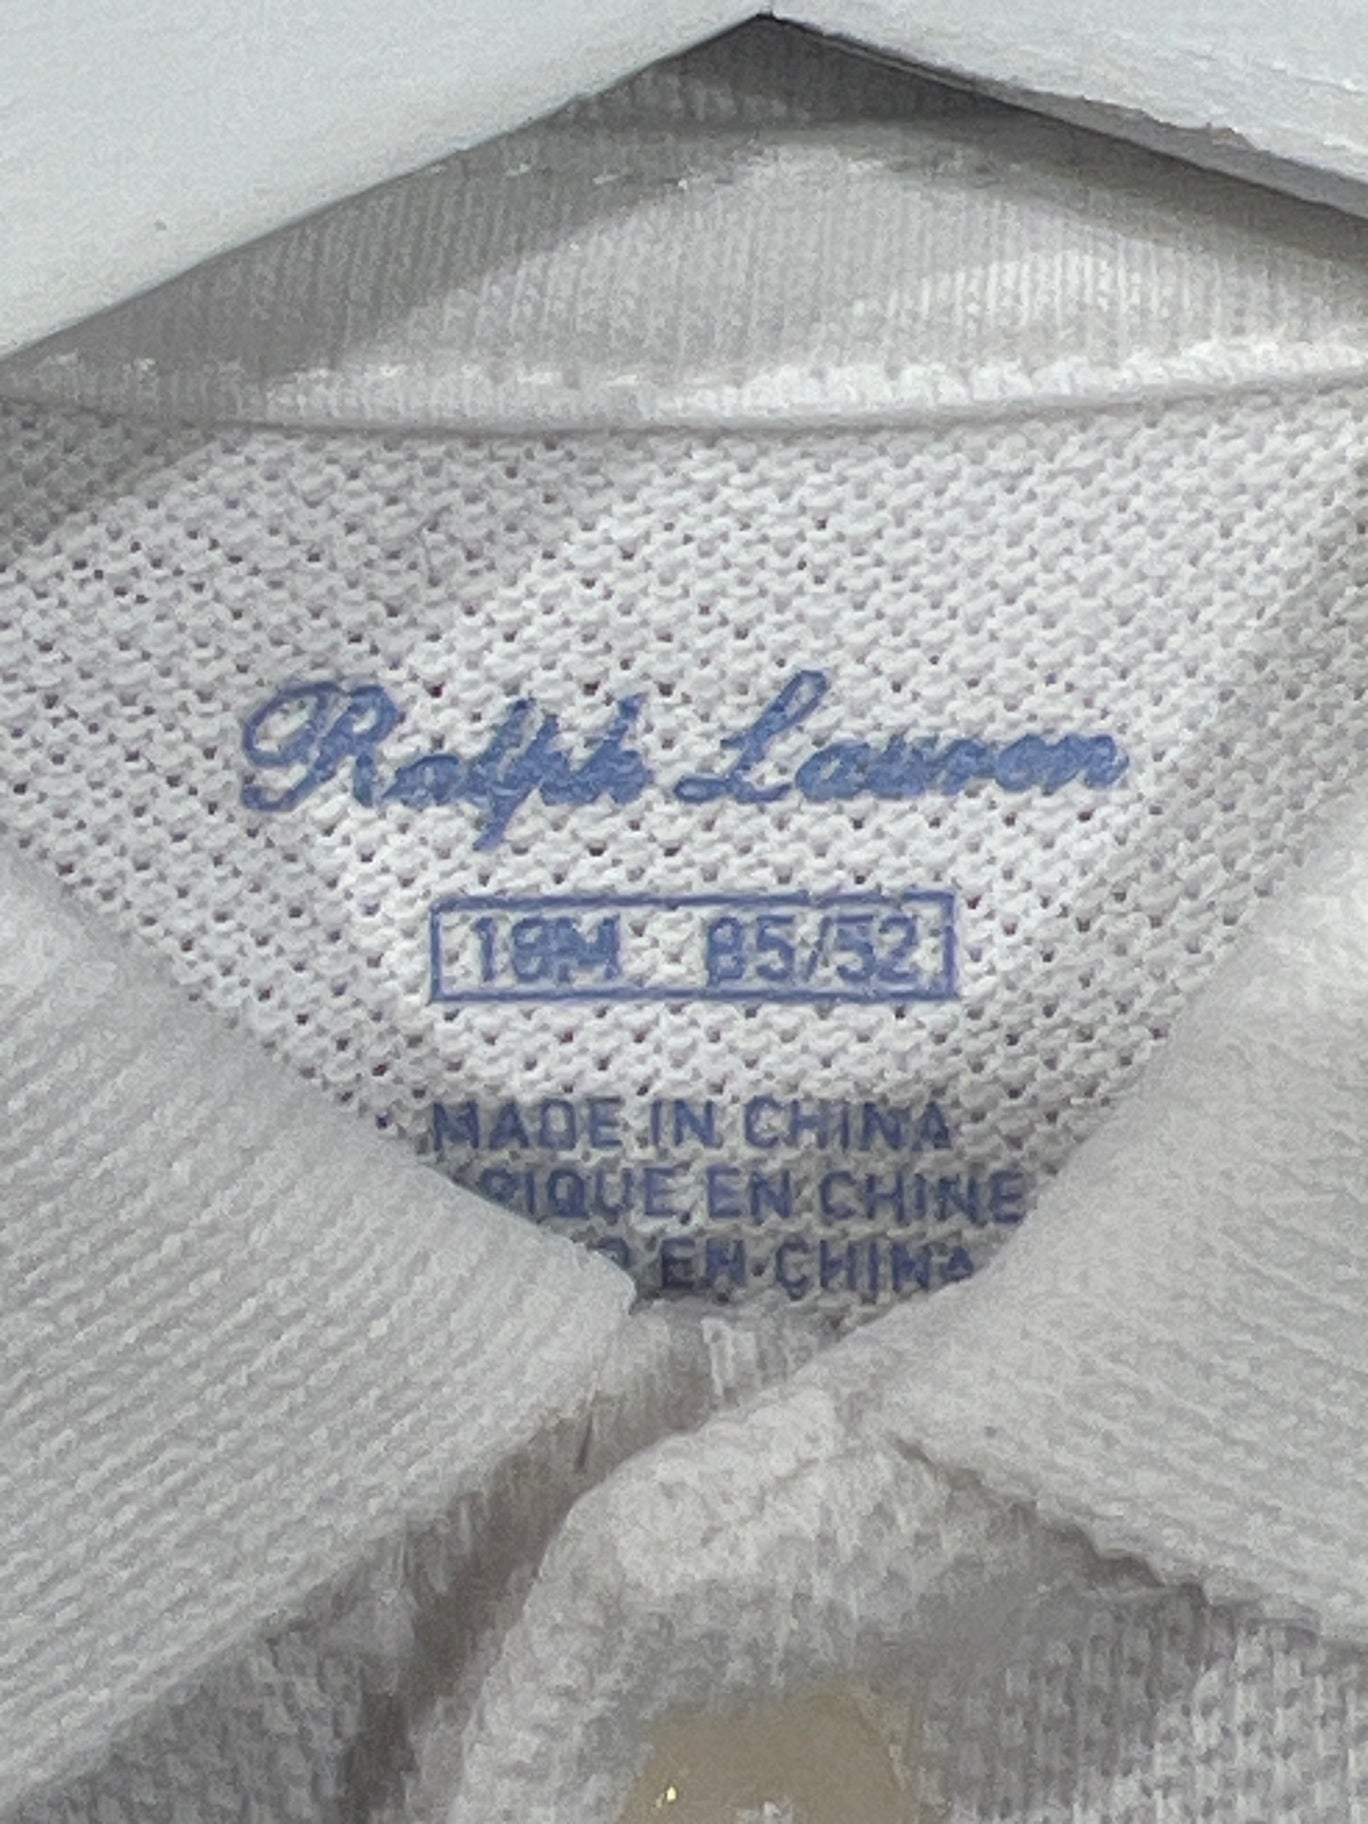 Ralph Lauren
18M 85/52
MADE IN CHINA
EN CHINE
EN CHINA